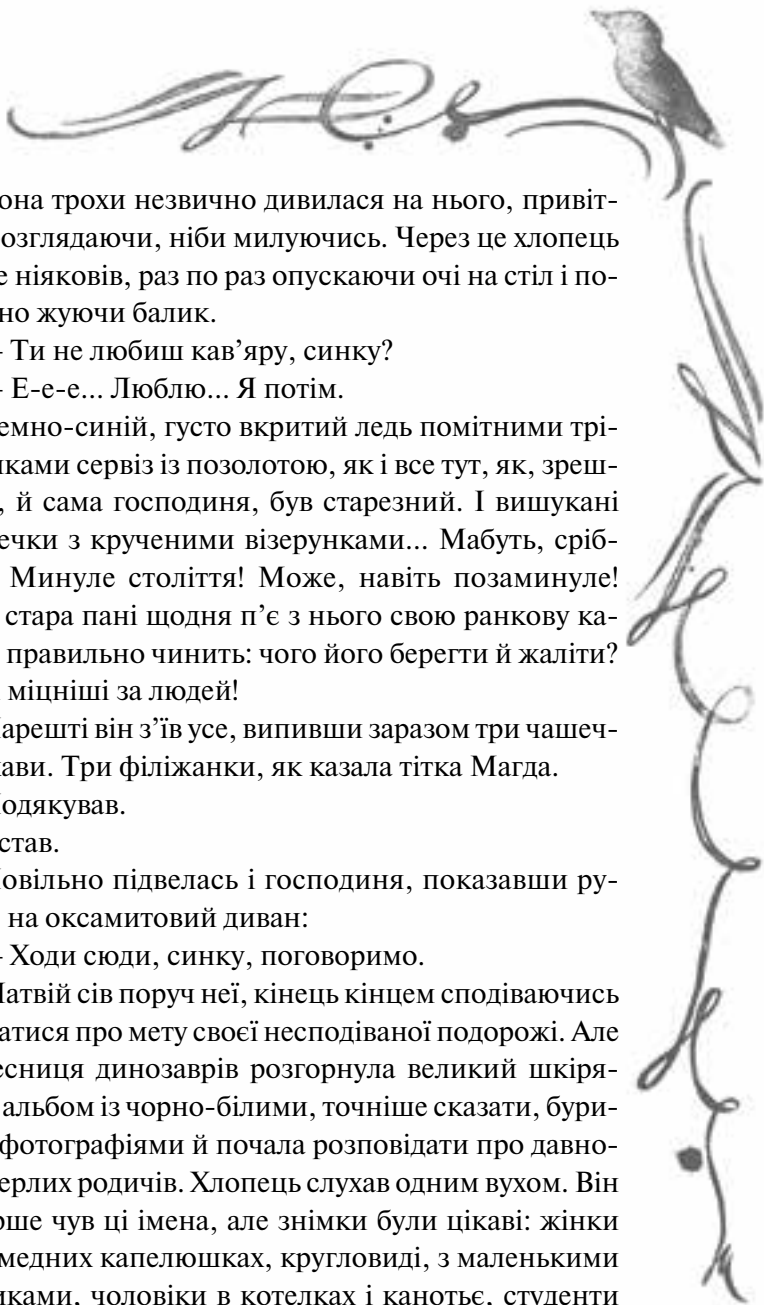 она трохи незвично дивилася на нього, привіт-
озглядаючи, ніби милуючись. Через це хлопець
е ніяковів, раз по раз опускаючи очі на стіл і по-
но жуючи балик.
– Ти не любиш кав’яру, синку?
– Е-е-е... Люблю... Я потім.
емно-синій, густо вкритий ледь помітними трі-
иками сервіз із позолотою, як і все тут, як, зреш-
, й сама господиня, був старезний. І вишукані
ечки з крученими візерунками... Мабуть, сріб-
Минуле століття! Може, навіть позаминуле!
стара пані щодня п’є з нього свою ранкову ка-
правильно чинить: чого його берегти й жаліти?
міцніші за людей!
арешті він з’їв усе, випивши заразом три чашеч-
ави. Три філіжанки, як казала тітка Магда.
одякував.
став.
овільно підвелась і господиня, показавши ру-
на оксамитовий диван:
– Ходи сюди, синку, поговоримо.
Матвій сів поруч неї, кінець кінцем сподіваючись
атися про мету своєї несподіваної подорожі. Але
есниця динозаврів розгорнула великий шкіря-
альбом із чорно-білими, точніше сказати, бури-
фотографіями й почала розповідати про давно-
ерлих родичів. Хлопець слухав одним вухом. Він
рше чув ці імена, але знімки були цікаві: жінки
медних капелюшках, кругловиді, з маленькими
иками, чоловіки в котелках і канотьє, студенти